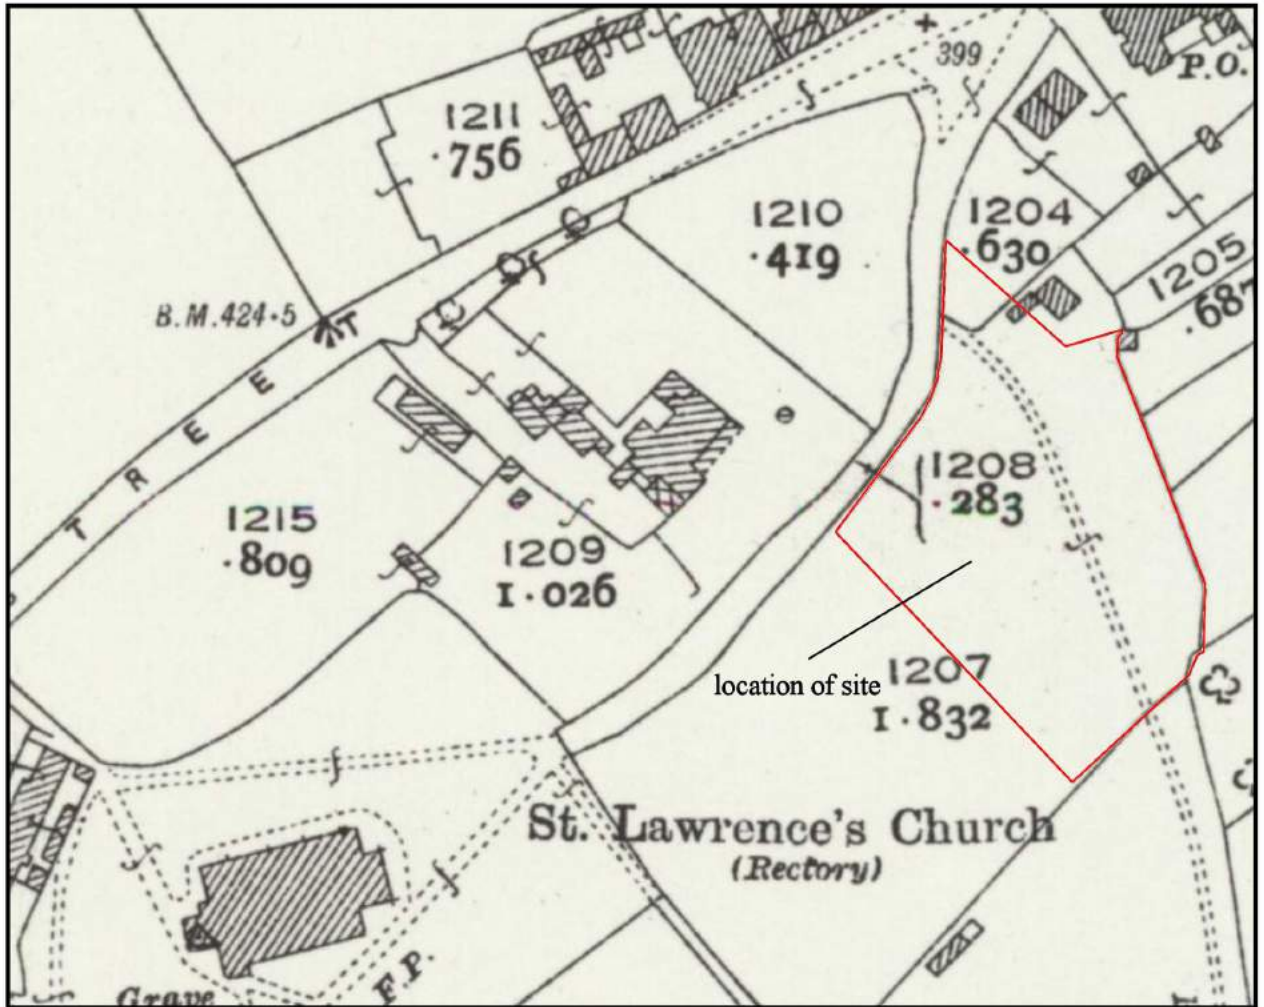 399
P.O.
1211
·756
1210
·419
1204
·630
1205
·687
B.M.424·5
TREET
1208
·283
1215
·809
1209
1·026
location of site
1207
1·832
St. Lawrence's Church
(Rectory)
F.P.
Grave